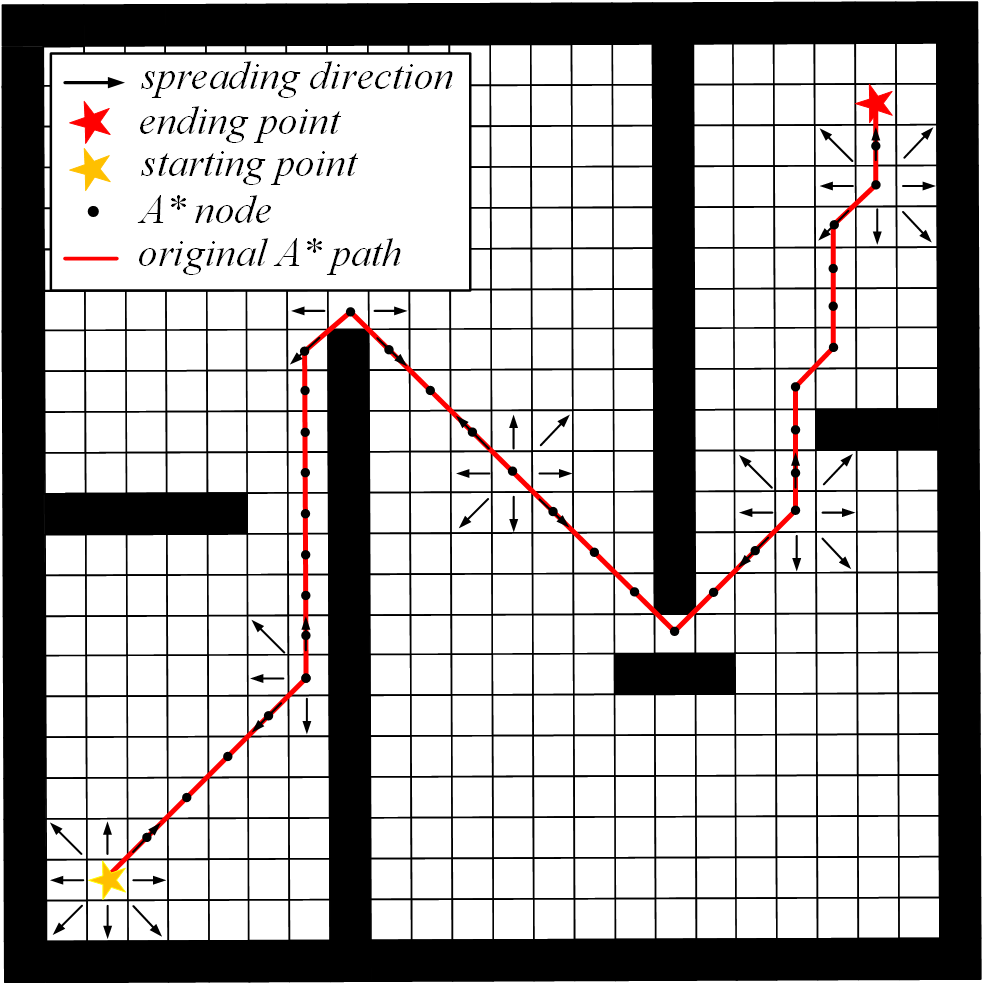 spreading direction
ending point
starting point
A* node
original A* path